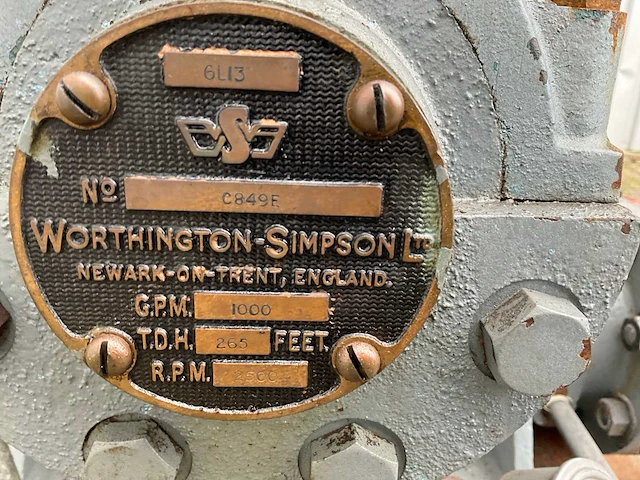 6L13
S
No C849E
WORTHINGTON-SIMPSON LTD
NEWARK-ON-TRENT, ENGLAND.
G.P.M. 1000
T.D.H. 265 FEET.
R.P.M.